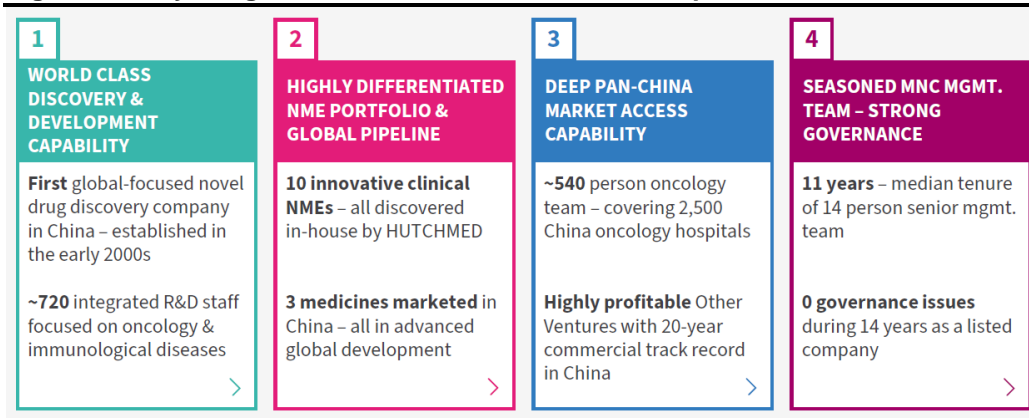 1
WORLD CLASS
DISCOVERY &
DEVELOPMENT
CAPABILITY
First global-focused novel
drug discovery company
in China – established in
the early 2000s
~720 integrated R&D staff
focused on oncology &
immunological diseases
2
HIGHLY DIFFERENTIATED
NME PORTFOLIO &
GLOBAL PIPELINE
10 innovative clinical
NMEs – all discovered
in-house by HUTCHMED
3 medicines marketed in
China – all in advanced
global development
3
DEEP PAN-CHINA
MARKET ACCESS
CAPABILITY
~540 person oncology
team – covering 2,500
China oncology hospitals
Highly profitable Other
Ventures with 20-year
commercial track record
in China
4
SEASONED MNC MGMT.
TEAM – STRONG
GOVERNANCE
11 years – median tenure
of 14 person senior mgmt.
team
0 governance issues
during 14 years as a listed
company